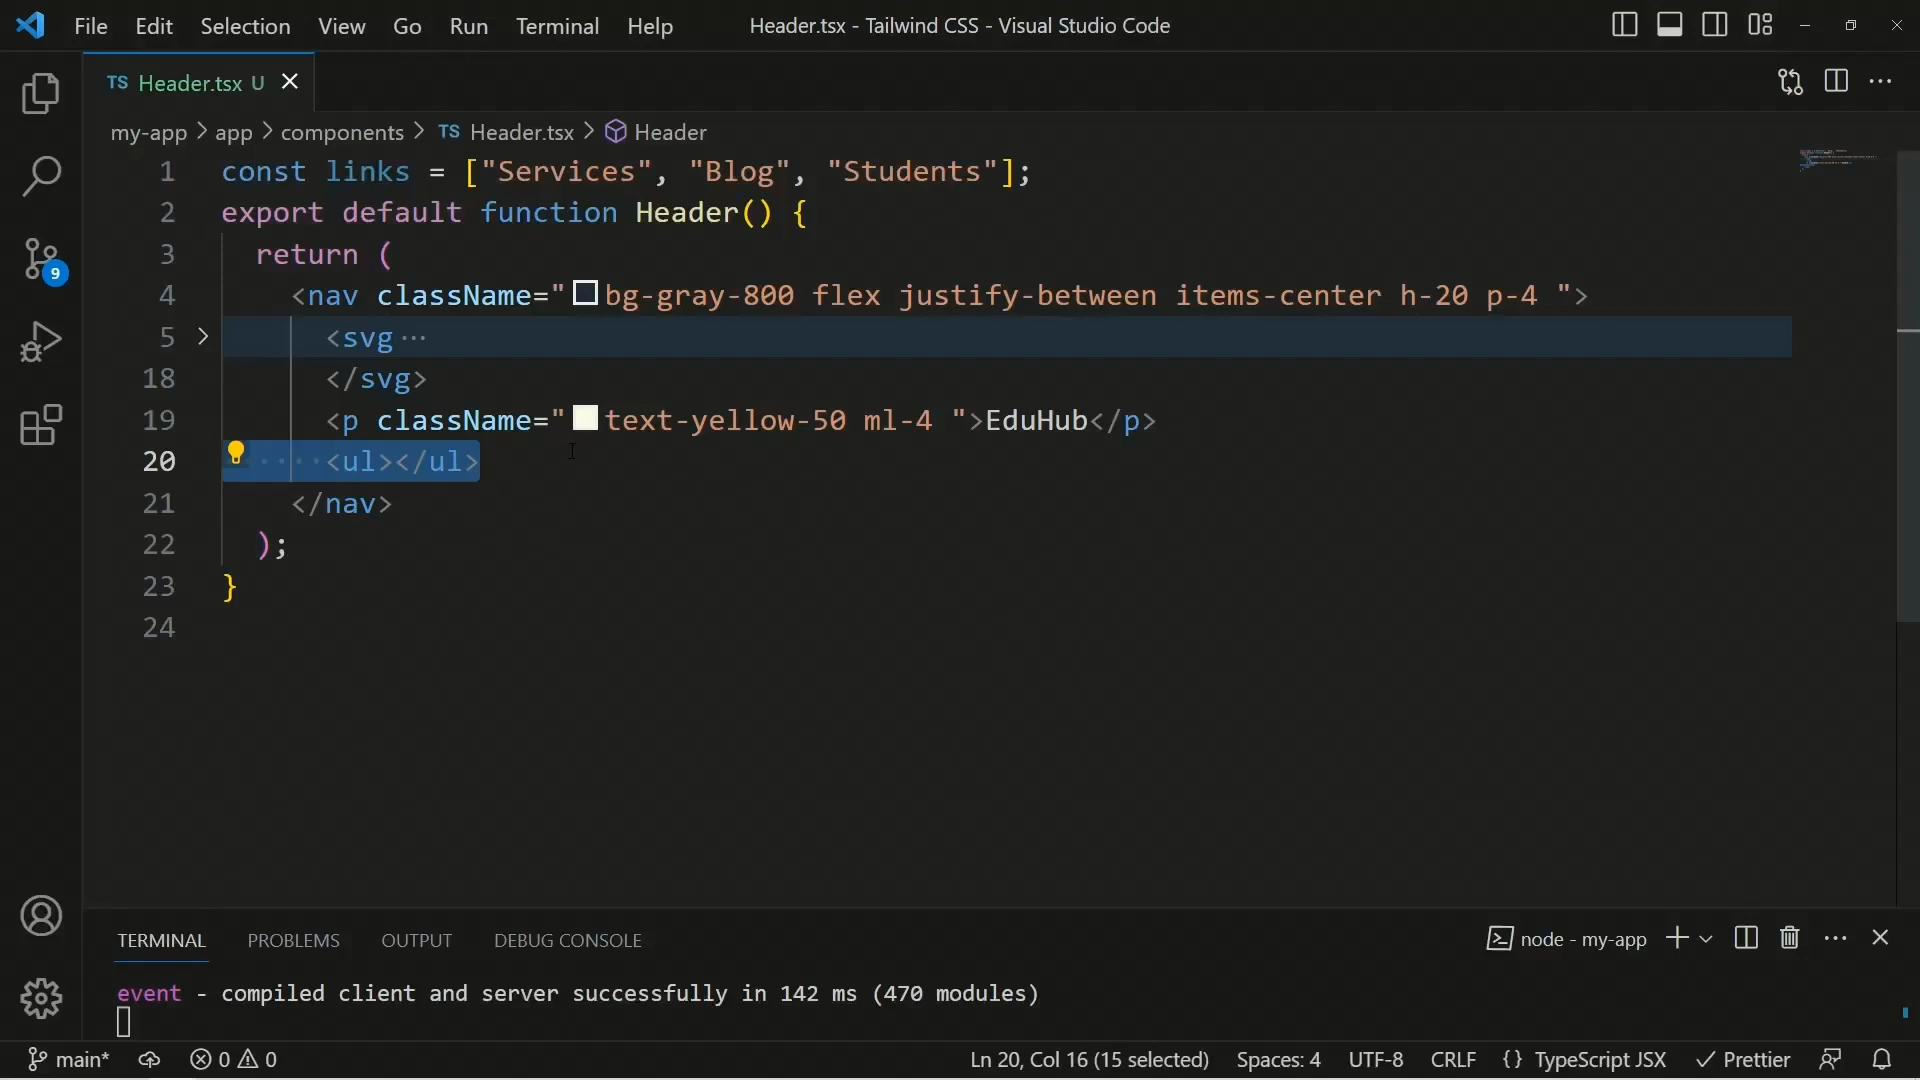 File Edit Selection View Go Run Terminal Help Header.tsx - Tailwind CSS - Visual Studio Code
TS Header.tsx U
my-app > app > components > TS Header.tsx > Header
1 const links = ["Services", "Blog", "Students"];
2 export default function Header() {
3 return (
4 <nav className="bg-gray-800 flex justify-between items-center h-20 p-4 ">
5 <svg ...
18 </svg>
19 <p className="text-yellow-50 ml-4 ">EduHub</p>
20 <ul></ul>
21 </nav>
22 );
23 }
24
9
TERMINAL PROBLEMS OUTPUT DEBUG CONSOLE node - my-app
event - compiled client and server successfully in 142 ms (470 modules)
main* 0 0 Ln 20, Col 16 (15 selected) Spaces: 4 UTF-8 CRLF {} TypeScript JSX Prettier